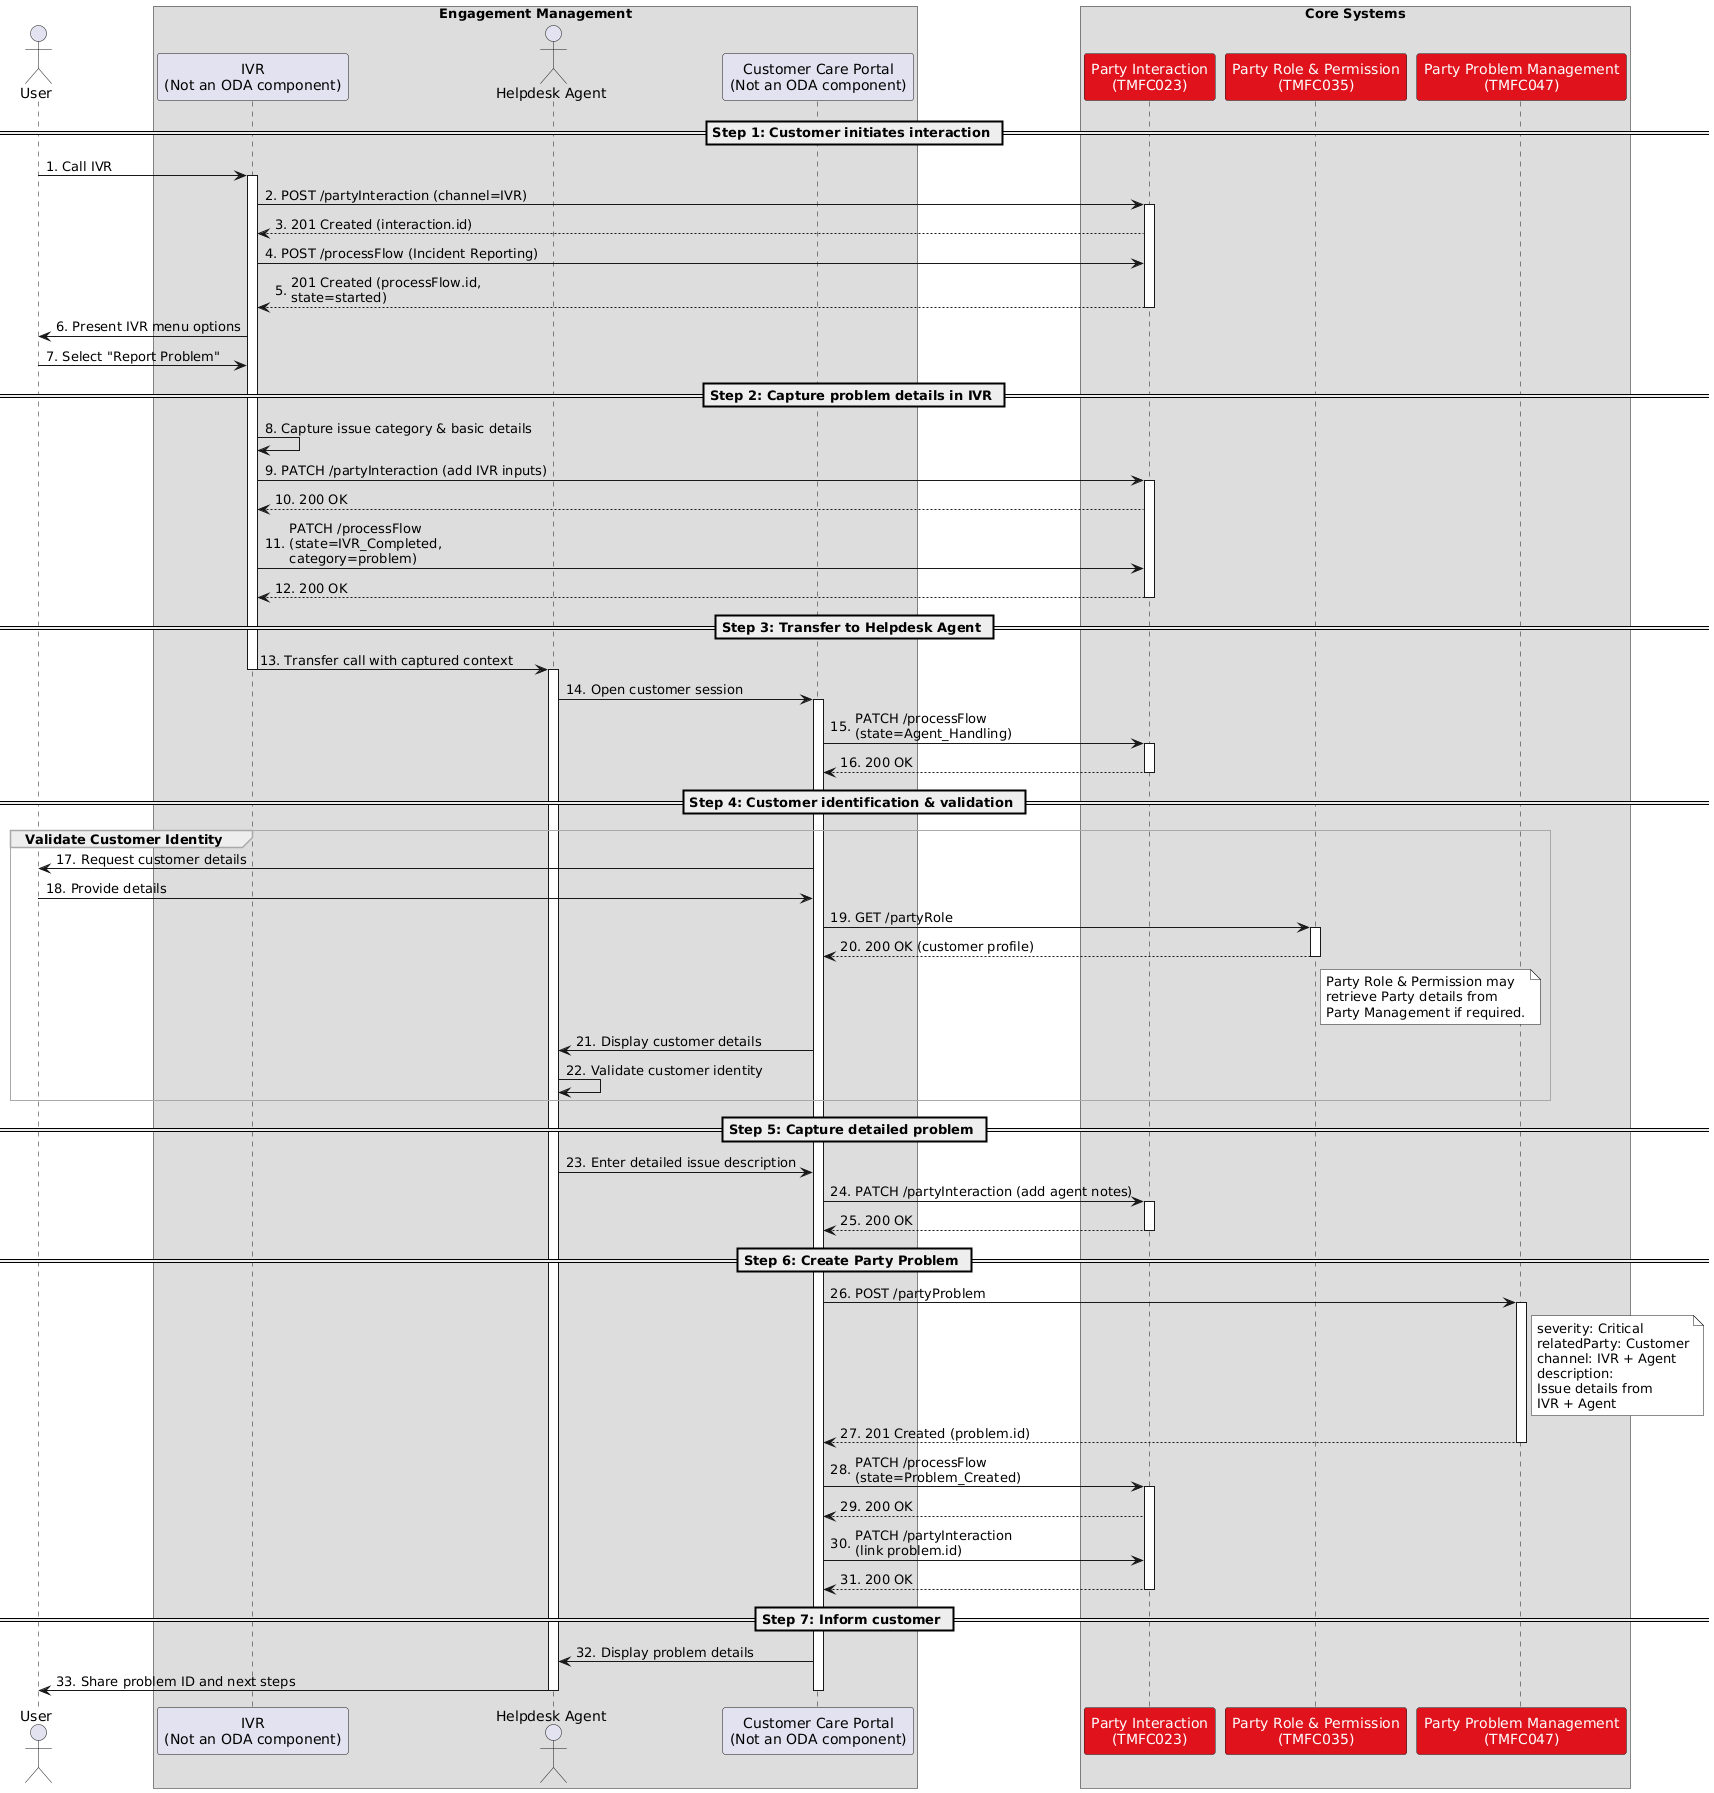 Engagement Management
Core Systems
User
IVR
(Not an ODA component)
Helpdesk Agent
Customer Care Portal
(Not an ODA component)
Party Interaction
(TMFC023)
Party Role & Permission
(TMFC035)
Party Problem Management
(TMFC047)
Step 1: Customer initiates interaction
1. Call IVR
2. POST /partyInteraction (channel=IVR)
3. 201 Created (interaction.id)
4. POST /processFlow (Incident Reporting)
5. 201 Created (processFlow.id,
state=started)
6. Present IVR menu options
7. Select "Report Problem"
Step 2: Capture problem details in IVR
8. Capture issue category & basic details
9. PATCH /partyInteraction (add IVR inputs)
10. 200 OK
11. PATCH /processFlow
(state=IVR_Completed,
category=problem)
12. 200 OK
Step 3: Transfer to Helpdesk Agent
13. Transfer call with captured context
14. Open customer session
15. PATCH /processFlow
(state=Agent_Handling)
16. 200 OK
Step 4: Customer identification & validation
Validate Customer Identity
17. Request customer details
18. Provide details
19. GET /partyRole
20. 200 OK (customer profile)
Party Role & Permission may
retrieve Party details from
Party Management if required.
21. Display customer details
22. Validate customer identity
Step 5: Capture detailed problem
23. Enter detailed issue description
24. PATCH /partyInteraction (add agent notes)
25. 200 OK
Step 6: Create Party Problem
26. POST /partyProblem
severity: Critical
relatedParty: Customer
channel: IVR + Agent
description:
Issue details from
IVR + Agent
27. 201 Created (problem.id)
28. PATCH /processFlow
(state=Problem_Created)
29. 200 OK
30. PATCH /partyInteraction
(link problem.id)
31. 200 OK
Step 7: Inform customer
32. Display problem details
33. Share problem ID and next steps
User
IVR
(Not an ODA component)
Helpdesk Agent
Customer Care Portal
(Not an ODA component)
Party Interaction
(TMFC023)
Party Role & Permission
(TMFC035)
Party Problem Management
(TMFC047)